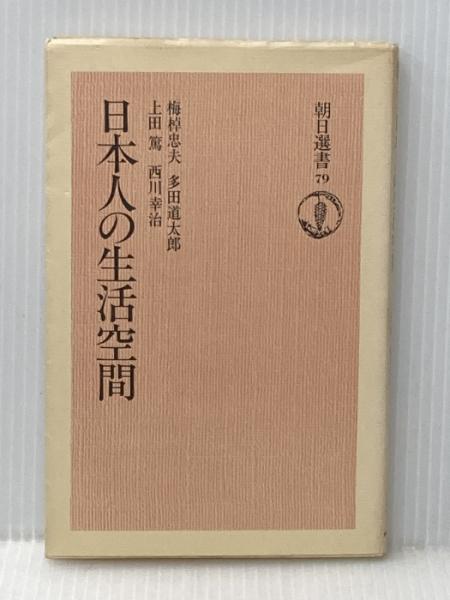 朝日選書
79
梅棹忠夫 多田道太郎
上田 篤 西川幸治
日本人の生活空間